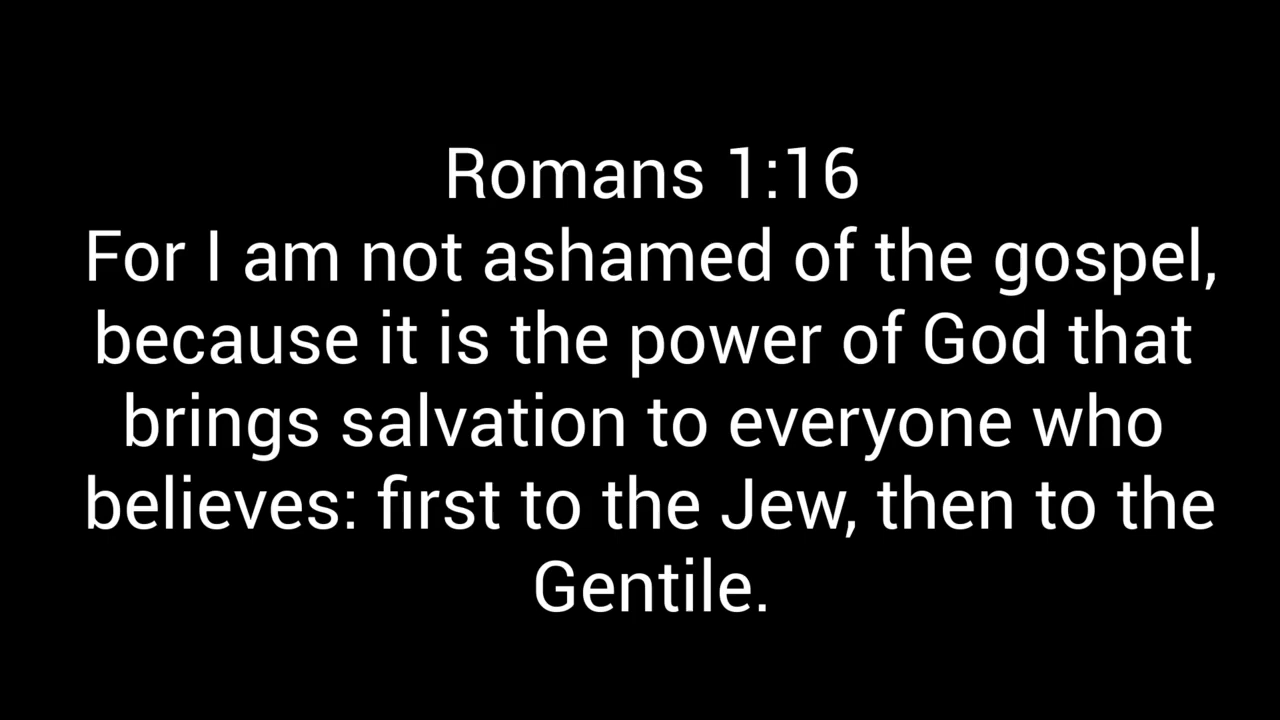 Romans 1:16
For I am not ashamed of the gospel,
because it is the power of God that
brings salvation to everyone who
believes: first to the Jew, then to the
Gentile.